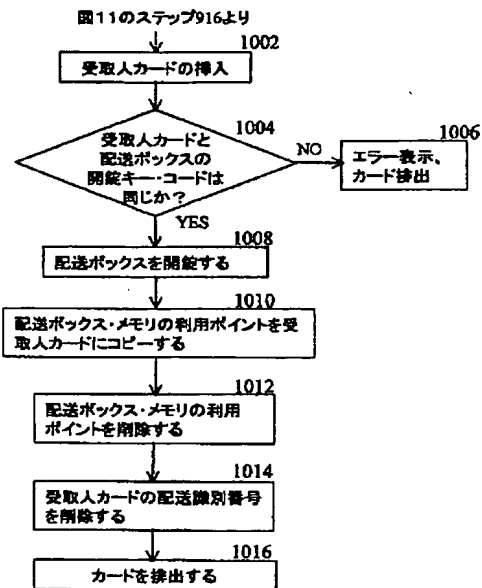 図11のステップ916より
1002
受取人カードの挿入
1004
受取人カードと
配送ボックスの
開錠キー・コードは
同じか？
NO
1006
エラー表示、
カード排出
YES
1008
配送ボックスを開錠する
1010
配送ボックス・メモリの利用ポイントを受
取人カードにコピーする
1012
配送ボックス・メモリの利用
ポイントを削除する
1014
受取人カードの配送識別番号
を削除する
1016
カードを排出する